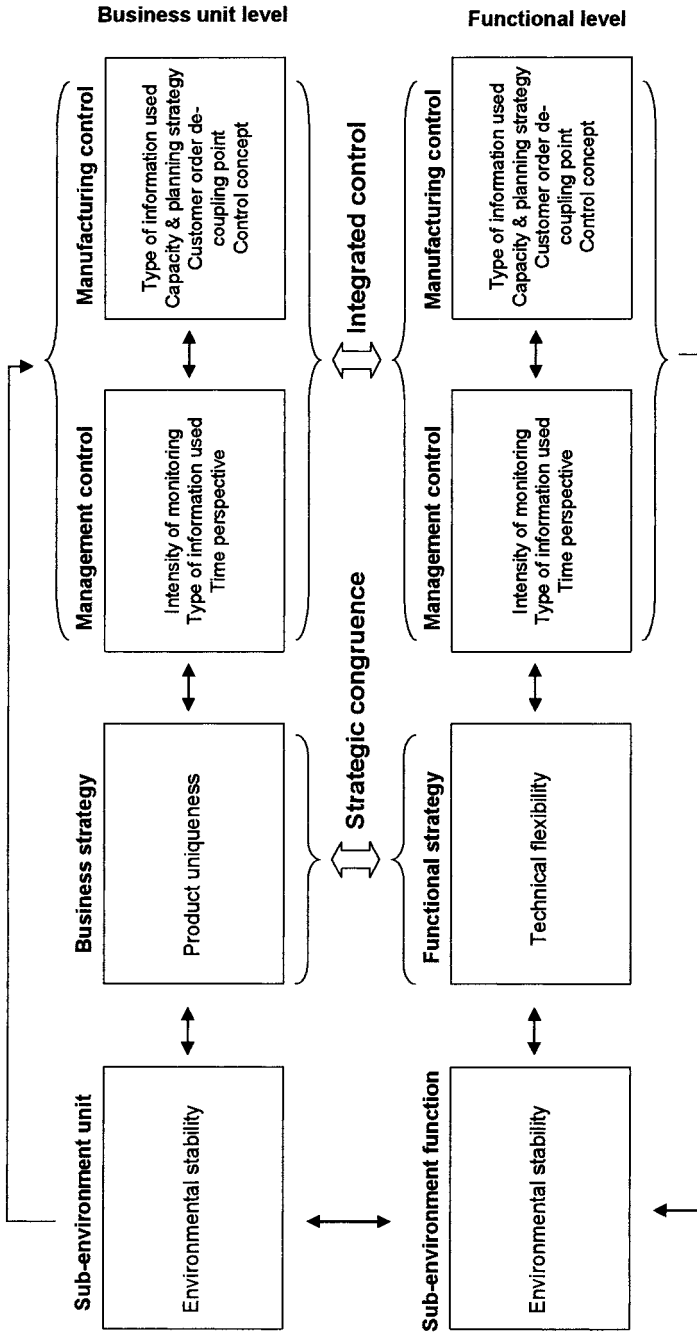 Business unit level
Sub-environment unit
Environmental stability
Business strategy
Product uniqueness
Management control
Intensity of monitoring
Type of information used
Time perspective
Manufacturing control
Type of information used
Capacity & planning strategy
Customer order de-
coupling point
Control concept
Strategic congruence
Integrated control
Functional level
Sub-environment function
Environmental stability
Functional strategy
Technical flexibility
Management control
Intensity of monitoring
Type of information used
Time perspective
Manufacturing control
Type of information used
Capacity & planning strategy
Customer order de-
coupling point
Control concept